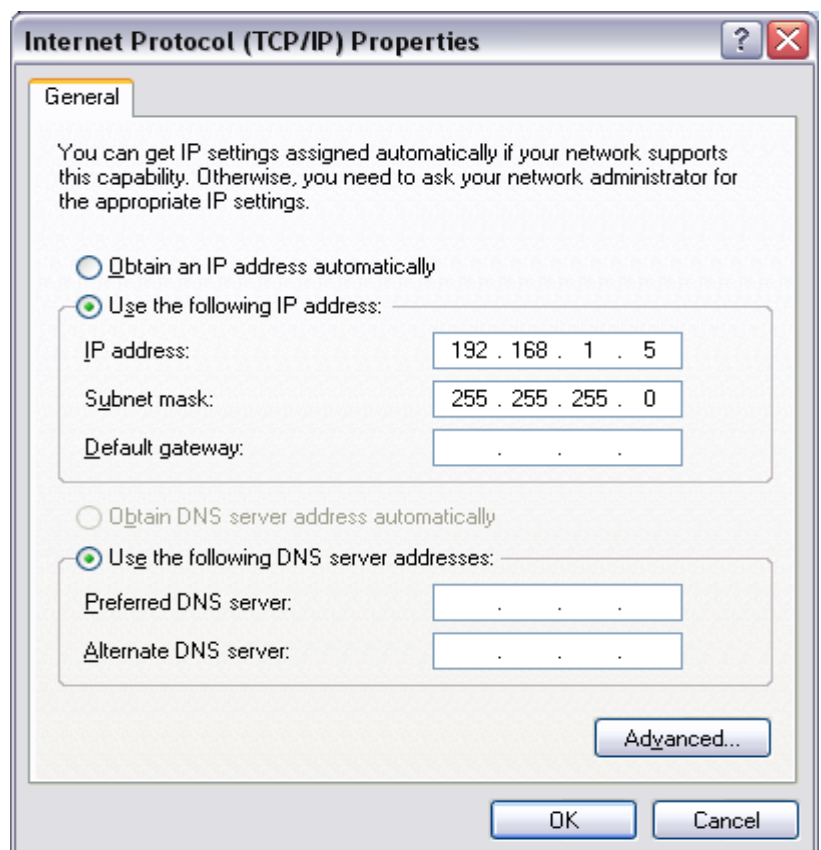 Internet Protocol (TCP/IP) Properties
General
You can get IP settings assigned automatically if your network supports
this capability. Otherwise, you need to ask your network administrator for
the appropriate IP settings.
Obtain an IP address automatically
Use the following IP address:
IP address: 192 . 168 . 1 . 5
Subnet mask: 255 . 255 . 255 . 0
Default gateway: . . .
Obtain DNS server address automatically
Use the following DNS server addresses:
Preferred DNS server: . . .
Alternate DNS server: . . .
Advanced...
OK Cancel